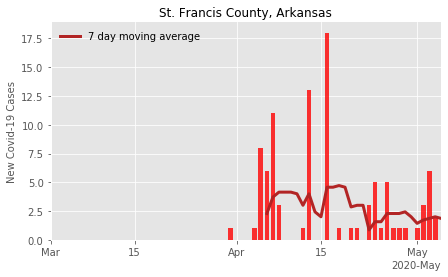 St. Francis County, Arkansas
7 day moving average
New Covid-19 Cases
17.5
15.0
12.5
10.0
7.5
5.0
2.5
0.0
Mar 15 Apr 15 May
2020-May